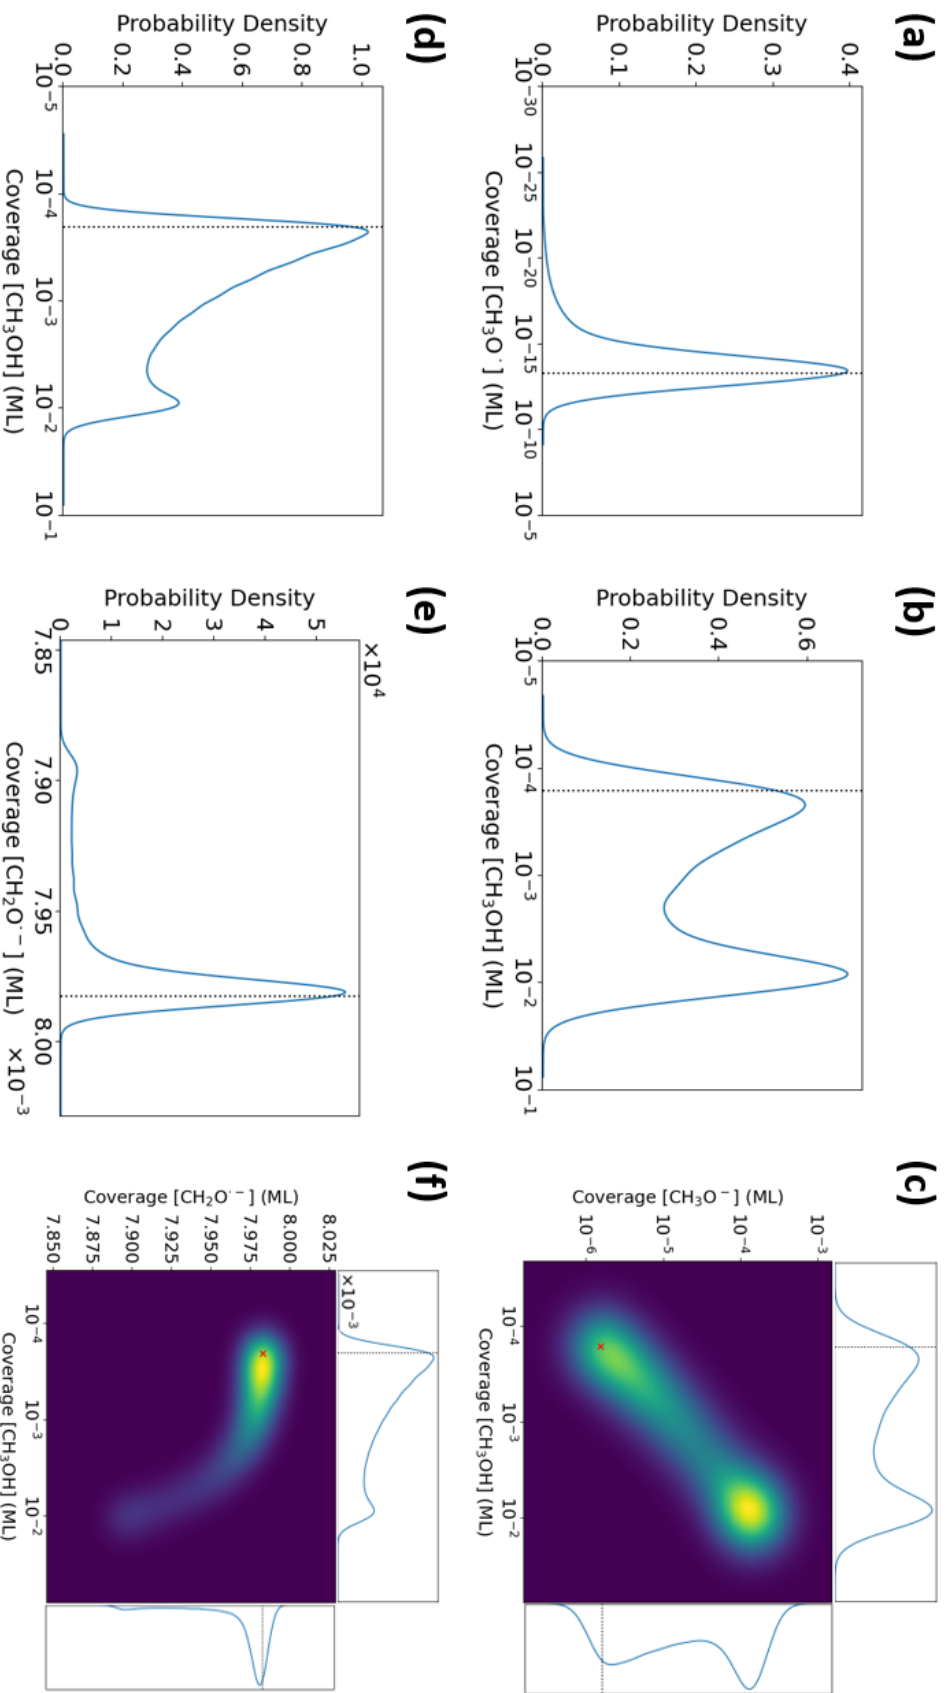 (a)
Probability Density
0.0 0.1 0.2 0.3 0.4
10⁻³⁰ 10⁻²⁵ 10⁻²⁰ 10⁻¹⁵ 10⁻¹⁰ 10⁻⁵
Coverage [CH₃O˙] (ML)
(b)
Probability Density
0.0 0.2 0.4 0.6
10⁻⁵ 10⁻⁴ 10⁻³ 10⁻² 10⁻¹
Coverage [CH₃OH] (ML)
(c)
Coverage [CH₃O⁻] (ML)
10⁻⁶ 10⁻⁵ 10⁻⁴ 10⁻³
10⁻⁴ 10⁻³ 10⁻²
Coverage [CH₃OH] (ML)
(d)
Probability Density
0.0 0.2 0.4 0.6 0.8 1.0
10⁻⁵ 10⁻⁴ 10⁻³ 10⁻² 10⁻¹
Coverage [CH₃OH] (ML)
(e)
×10⁴
Probability Density
0 1 2 3 4 5
7.85 7.90 7.95 8.00
×10⁻³
Coverage [CH₂O˙⁻] (ML)
(f)
×10⁻³
Coverage [CH₂O˙⁻] (ML)
7.850 7.875 7.900 7.925 7.950 7.975 8.000 8.025
10⁻⁴ 10⁻³ 10⁻²
Coverage [CH₃OH] (ML)